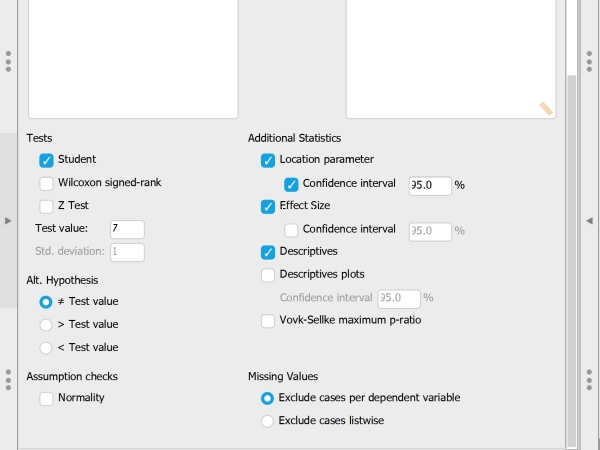 Tests
Student
Wilcoxon signed-rank
Z Test
Test value: 7
Std. deviation: 1
Alt. Hypothesis
≠ Test value
> Test value
< Test value
Assumption checks
Normality
Additional Statistics
Location parameter
Confidence interval 95.0 %
Effect Size
Confidence interval 95.0 %
Descriptives
Descriptives plots
Confidence interval 95.0 %
Vovk-Sellke maximum p-ratio
Missing Values
Exclude cases per dependent variable
Exclude cases listwise